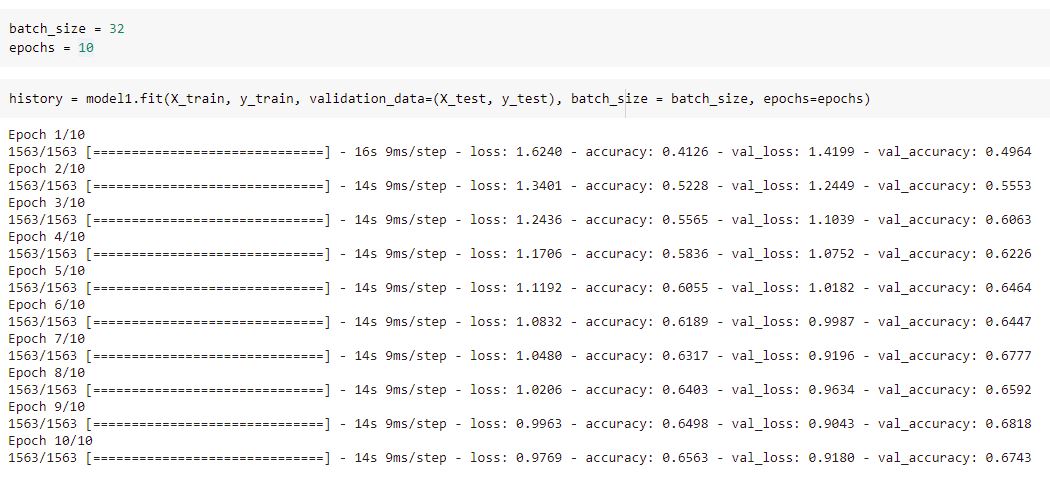 batch_size = 32
epochs = 10
history = model1.fit(X_train, y_train, validation_data=(X_test, y_test), batch_size = batch_size, epochs=epochs)
Epoch 1/10
1563/1563 [==============================] - 16s 9ms/step - loss: 1.6240 - accuracy: 0.4126 - val_loss: 1.4199 - val_accuracy: 0.4964
Epoch 2/10
1563/1563 [==============================] - 14s 9ms/step - loss: 1.3401 - accuracy: 0.5228 - val_loss: 1.2449 - val_accuracy: 0.5553
Epoch 3/10
1563/1563 [==============================] - 14s 9ms/step - loss: 1.2436 - accuracy: 0.5565 - val_loss: 1.1039 - val_accuracy: 0.6063
Epoch 4/10
1563/1563 [==============================] - 14s 9ms/step - loss: 1.1706 - accuracy: 0.5836 - val_loss: 1.0752 - val_accuracy: 0.6226
Epoch 5/10
1563/1563 [==============================] - 14s 9ms/step - loss: 1.1192 - accuracy: 0.6055 - val_loss: 1.0182 - val_accuracy: 0.6464
Epoch 6/10
1563/1563 [==============================] - 14s 9ms/step - loss: 1.0832 - accuracy: 0.6189 - val_loss: 0.9987 - val_accuracy: 0.6447
Epoch 7/10
1563/1563 [==============================] - 14s 9ms/step - loss: 1.0480 - accuracy: 0.6317 - val_loss: 0.9196 - val_accuracy: 0.6777
Epoch 8/10
1563/1563 [==============================] - 14s 9ms/step - loss: 1.0206 - accuracy: 0.6403 - val_loss: 0.9634 - val_accuracy: 0.6592
Epoch 9/10
1563/1563 [==============================] - 14s 9ms/step - loss: 0.9963 - accuracy: 0.6498 - val_loss: 0.9043 - val_accuracy: 0.6818
Epoch 10/10
1563/1563 [==============================] - 14s 9ms/step - loss: 0.9769 - accuracy: 0.6563 - val_loss: 0.9180 - val_accuracy: 0.6743